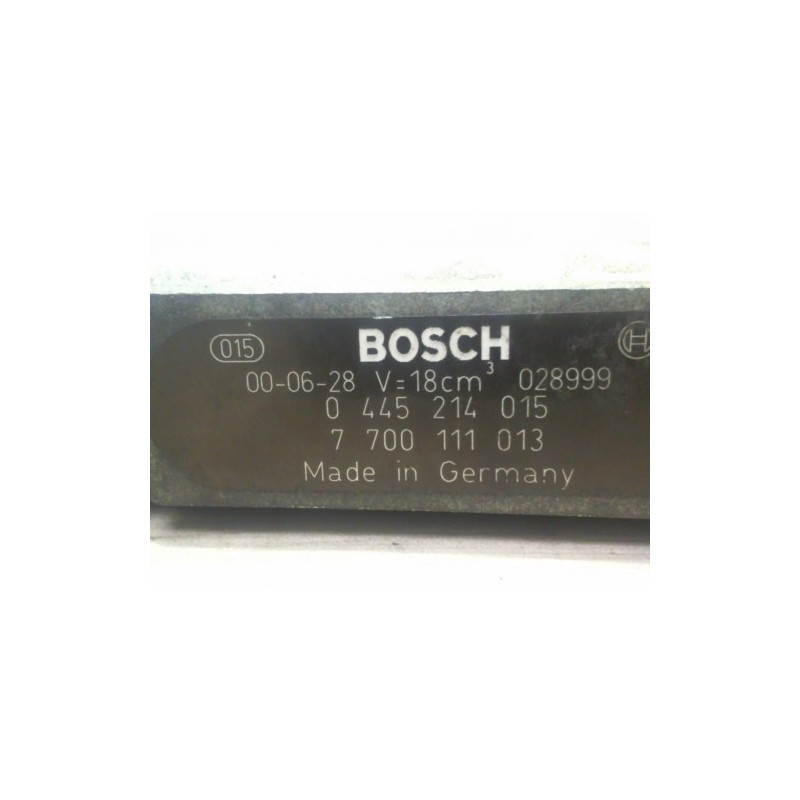 015 BOSCH
00-06-28 V=18cm³ 028999
0 445 214 015
7 700 111 013
Made in Germany